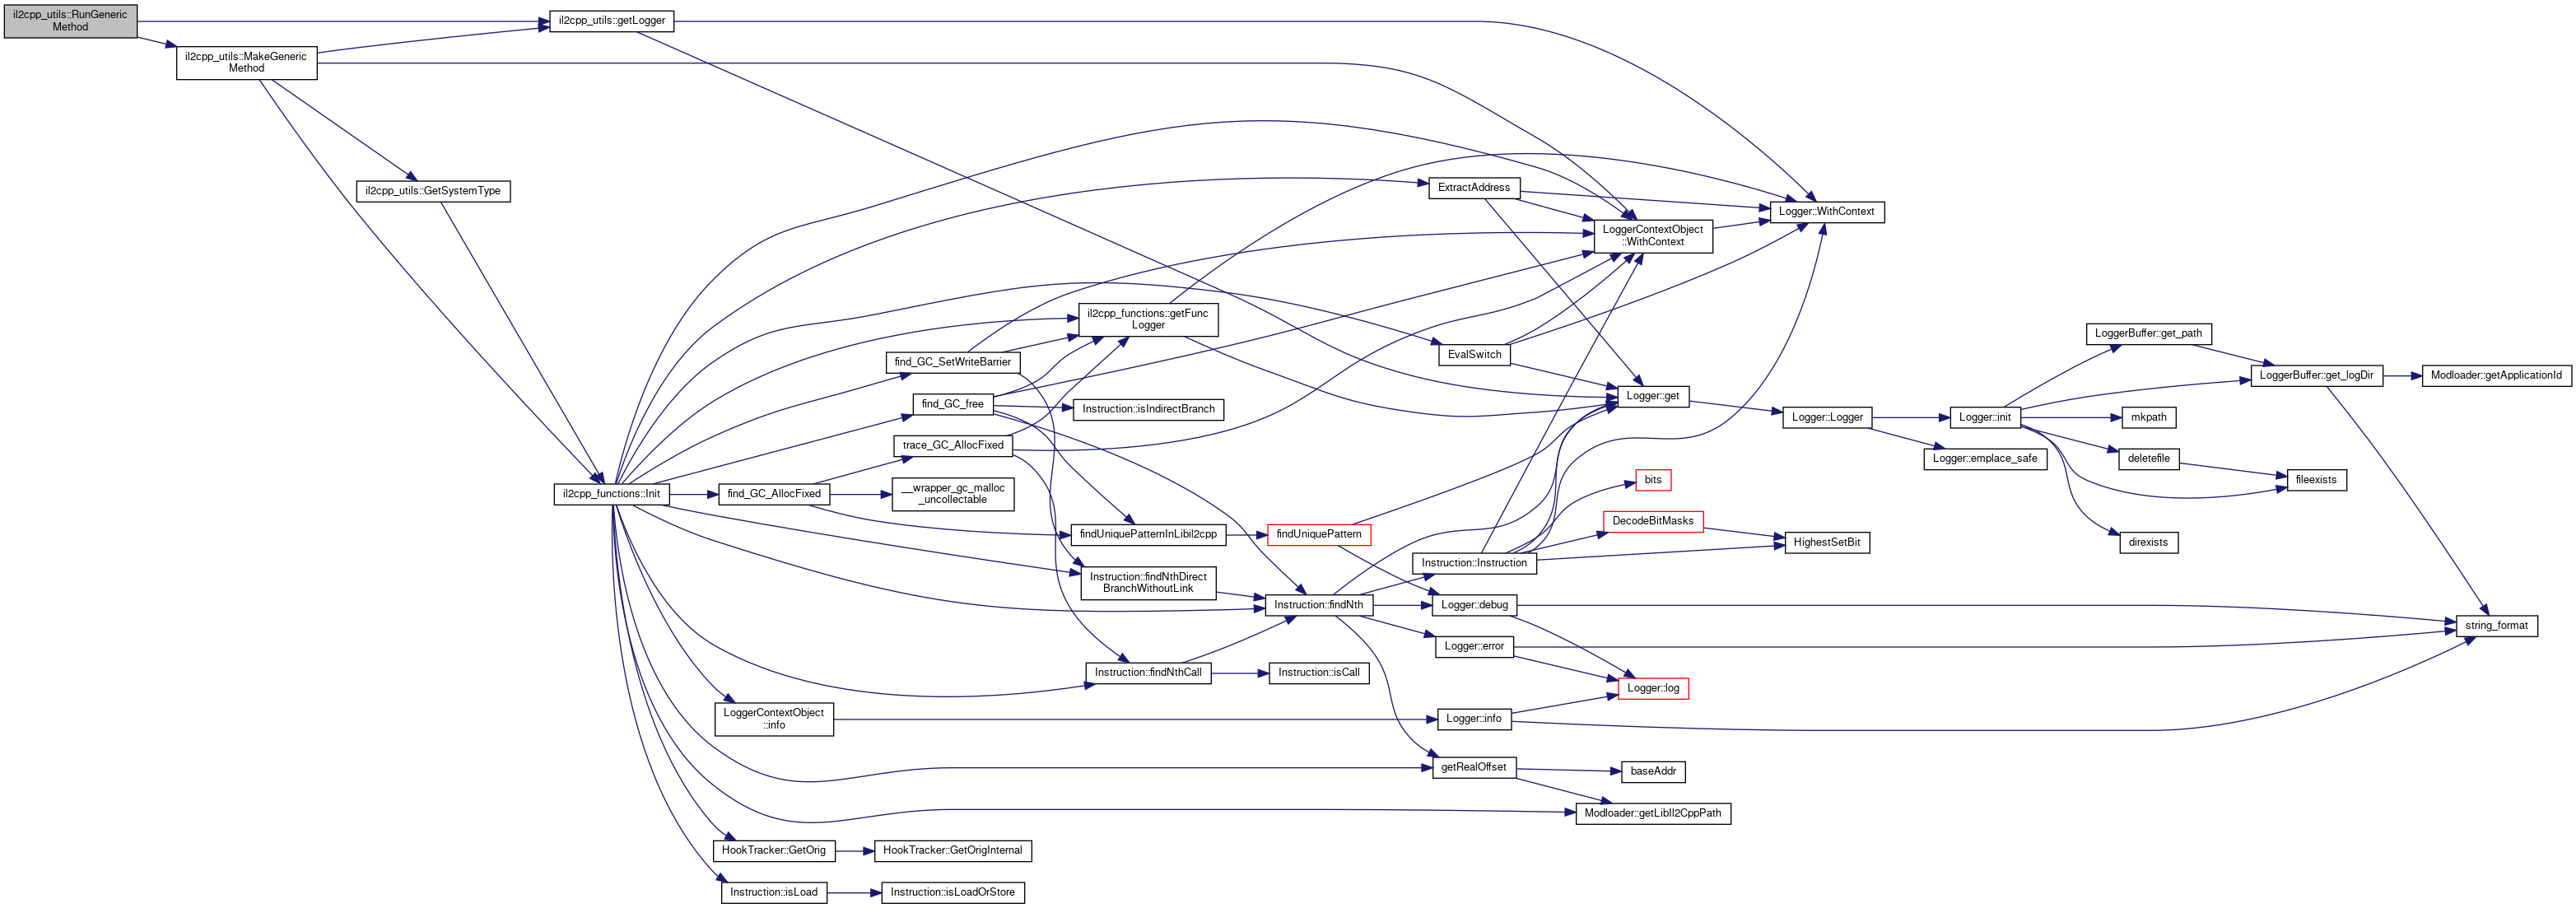 il2cpp_utils::RunGeneric
Method
il2cpp_utils::MakeGeneric
Method
il2cpp_utils::getLogger
il2cpp_utils::GetSystemType
il2cpp_functions::Init
find_GC_SetWriteBarrier
find_GC_free
trace_GC_AllocFixed
find_GC_AllocFixed
__wrapper_gc_malloc
_uncollectable
LoggerContextObject
::info
HookTracker::GetOrig
HookTracker::GetOrigInternal
Instruction::isLoad
Instruction::isLoadOrStore
il2cpp_functions::getFunc
Logger
Instruction::isIndirectBranch
findUniquePatternInLibil2cpp
Instruction::findNthDirect
BranchWithoutLink
Instruction::findNthCall
findUniquePattern
Instruction::findNth
Instruction::isCall
ExtractAddress
EvalSwitch
Instruction::Instruction
Logger::debug
Logger::error
Logger::info
getRealOffset
LoggerContextObject
::WithContext
Logger::get
bits
DecodeBitMasks
Logger::log
baseAddr
Modloader::getLibIl2CppPath
Logger::WithContext
Logger::Logger
HighestSetBit
Logger::init
Logger::emplace_safe
LoggerBuffer::get_path
mkpath
deletefile
direxists
LoggerBuffer::get_logDir
fileexists
Modloader::getApplicationId
string_format